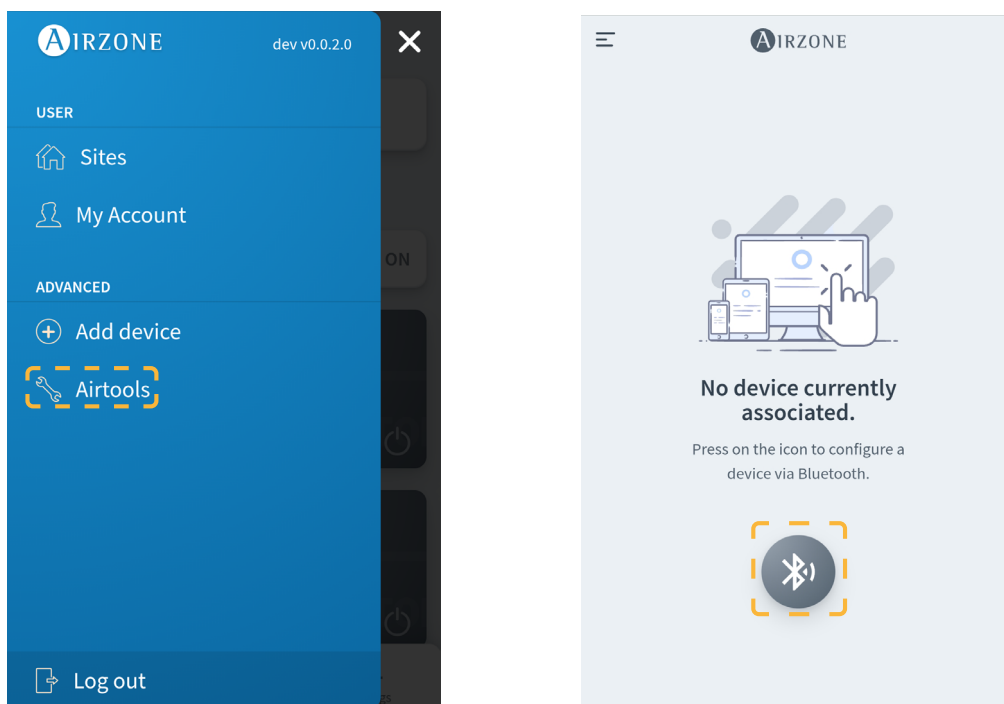 AIRZONE dev v0.0.2.0
USER
Sites
My Account
ON
ADVANCED
Add device
Airtools
Log out
gs
AIRZONE
No device currently
associated.
Press on the icon to configure a
device via Bluetooth.